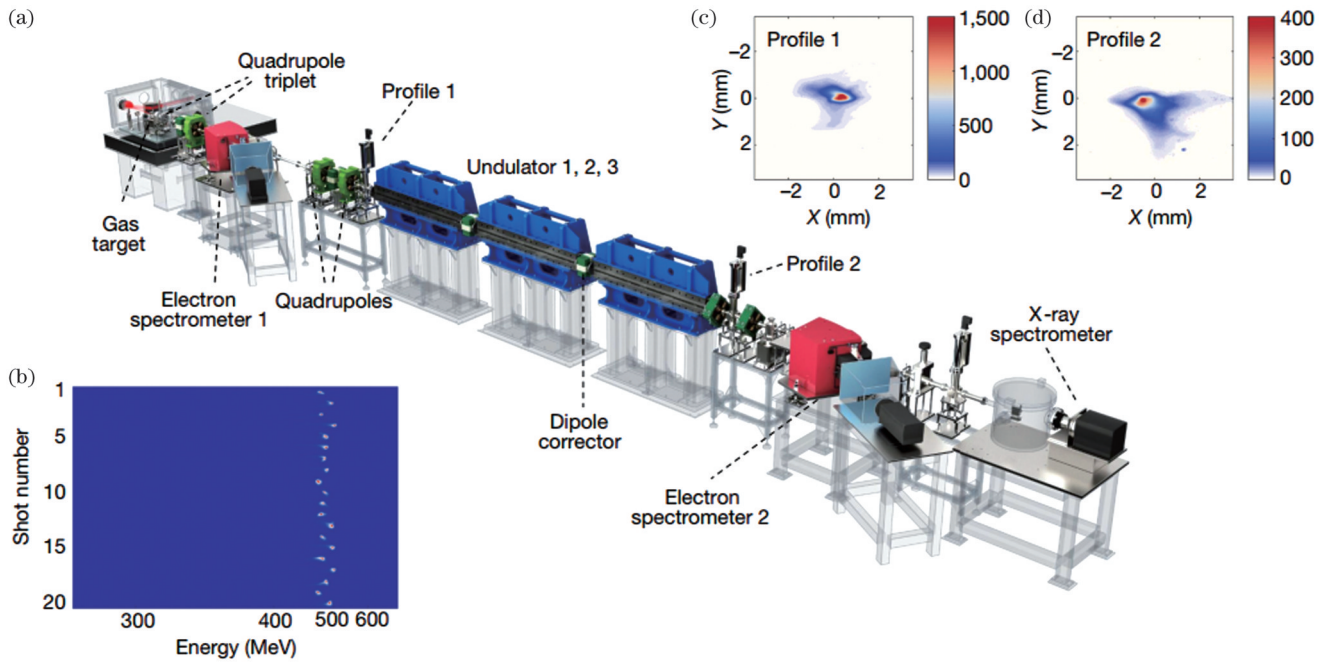 (a)
Quadrupole
triplet
Profile 1
Undulator 1, 2, 3
Gas
target
Electron
spectrometer 1
Quadrupoles
Profile 2
X-ray
spectrometer
Dipole
corrector
Electron
spectrometer 2
(b)
Shot number
1
5
10
15
20
300
400
500
600
Energy (MeV)
(c)
Profile 1
Y (mm)
−2
0
2
−2
0
2
X (mm)
1,500
1,000
500
0
(d)
Profile 2
Y (mm)
−2
0
2
−2
0
2
X (mm)
400
300
200
100
0